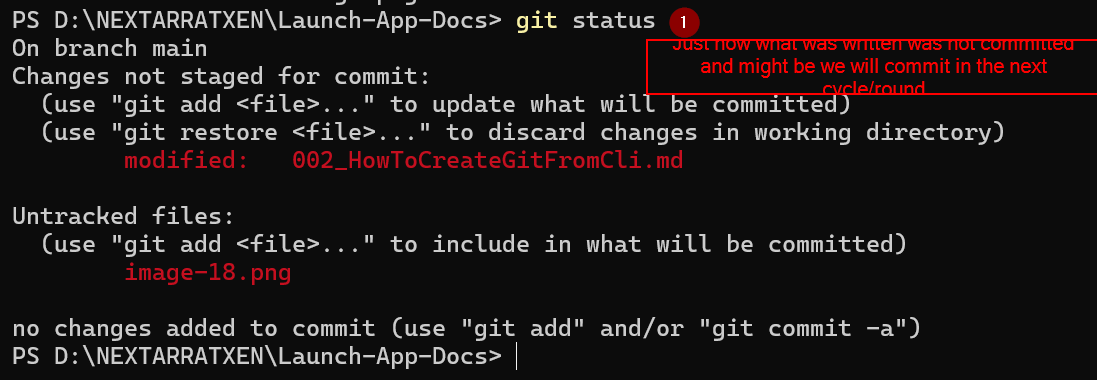 PS D:\NEXTARRATXEN\Launch-App-Docs> git status
1
Just now what was written was not committed
and might be we will commit in the next
cycle/round
On branch main
Changes not staged for commit:
  (use "git add <file>..." to update what will be committed)
  (use "git restore <file>..." to discard changes in working directory)
        modified:   002_HowToCreateGitFromCli.md
Untracked files:
  (use "git add <file>..." to include in what will be committed)
        image-18.png
no changes added to commit (use "git add" and/or "git commit -a")
PS D:\NEXTARRATXEN\Launch-App-Docs>